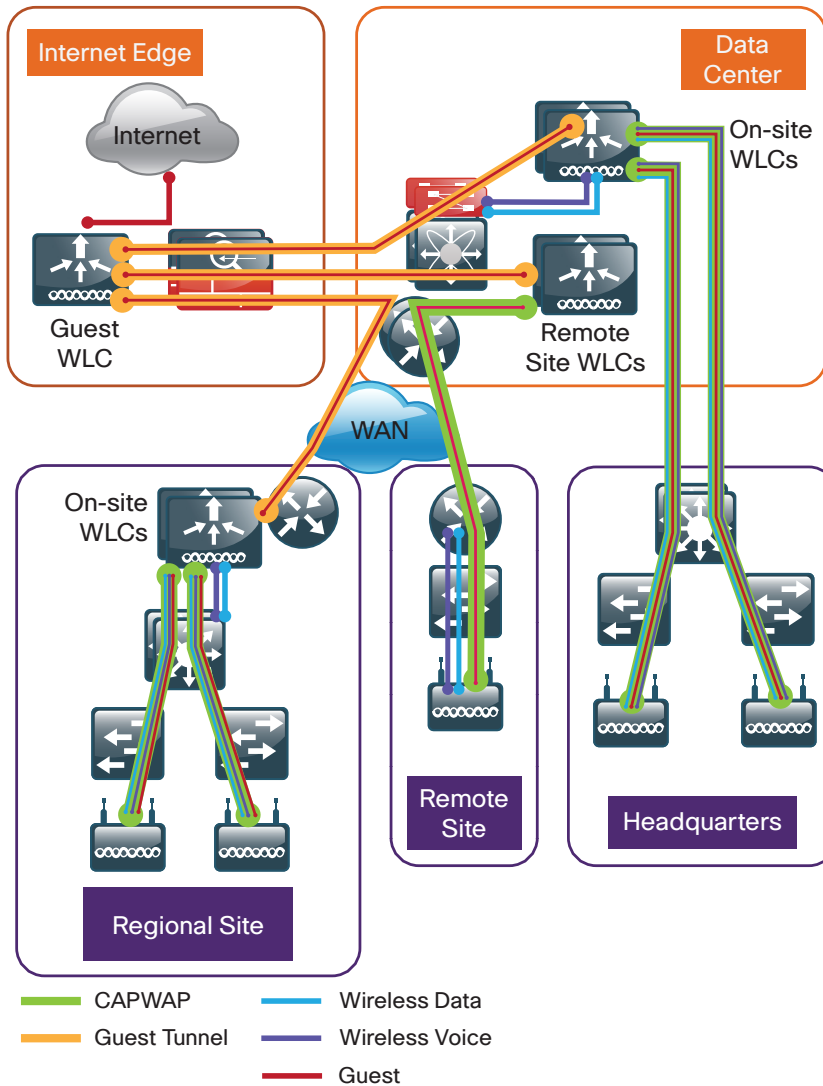 Internet Edge
Data
Center
Internet
On-site
WLCs
Guest
WLC
Remote
Site WLCs
WAN
On-site
WLCs
Remote
Site
Headquarters
Regional Site
CAPWAP
Wireless Data
Guest Tunnel
Wireless Voice
Guest